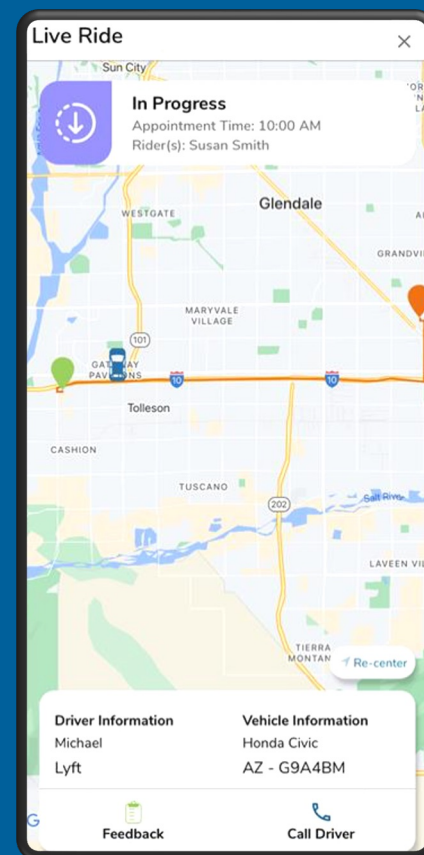 Live Ride
Sun City
In Progress
Appointment Time: 10:00 AM
Rider(s): Susan Smith
WESTGATE
Glendale
GRANDVI
MARYVALE
VILLAGE
101
GATEWAY
PAVILIONS
10
10
Tolleson
CASHION
TUSCANO
202
Salt River
LAVEEN VIL
TIERRA
MONTAN
Re-center
Driver Information
Vehicle Information
Michael
Honda Civic
Lyft
AZ - G9A4BM
G
Feedback
Call Driver